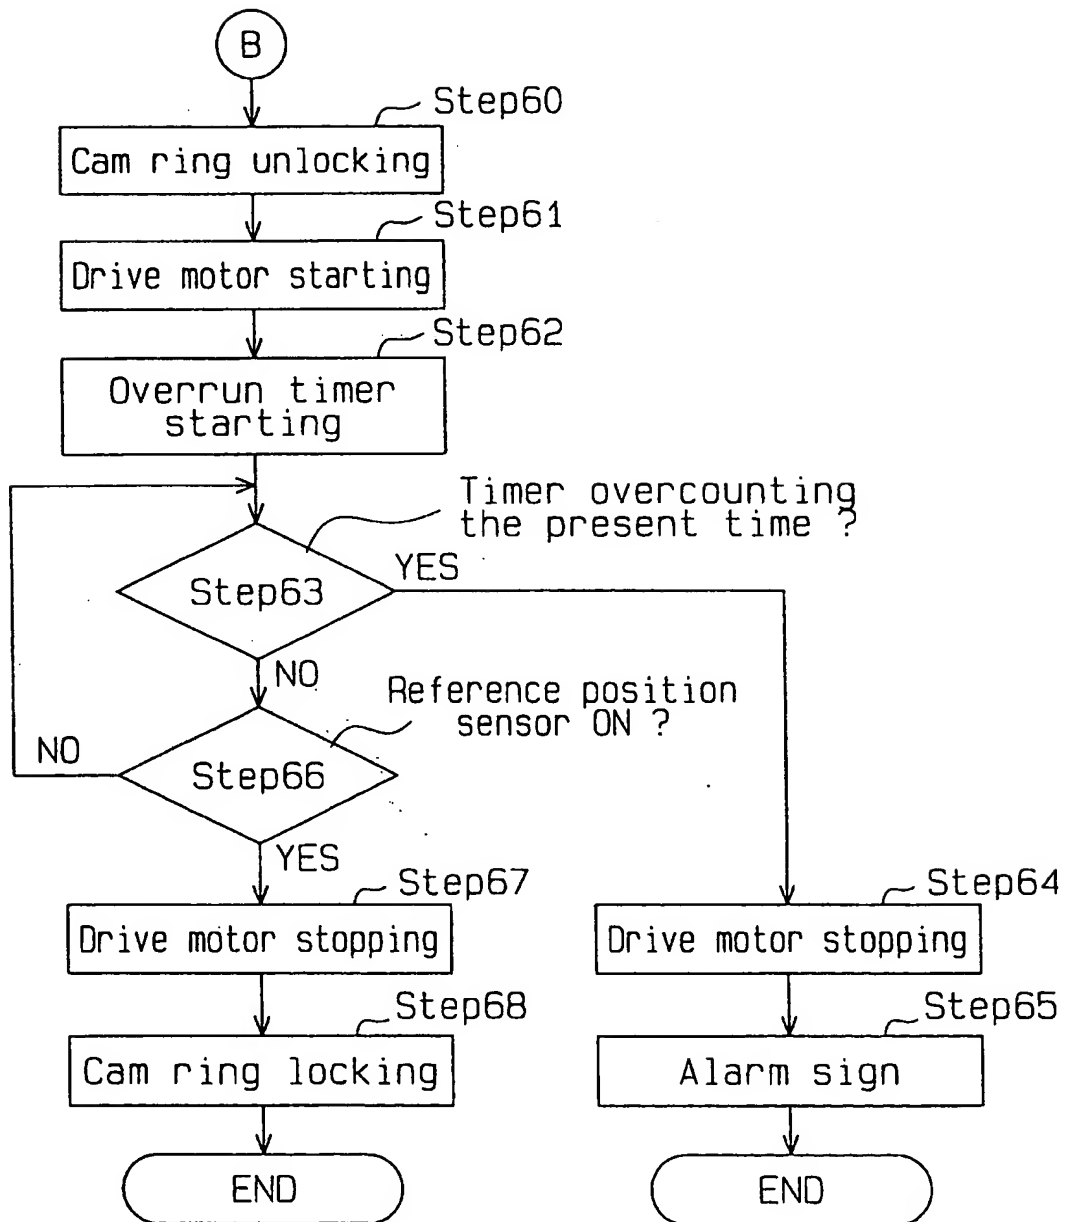 B
Step60
Cam ring unlocking
Step61
Drive motor starting
Step62
Overrun timer
starting
Timer overcounting
the present time ?
YES
Step63
NO
Reference position
sensor ON ?
NO
Step66
YES
Step67
Drive motor stopping
Step68
Cam ring locking
END
Step64
Drive motor stopping
Step65
Alarm sign
END